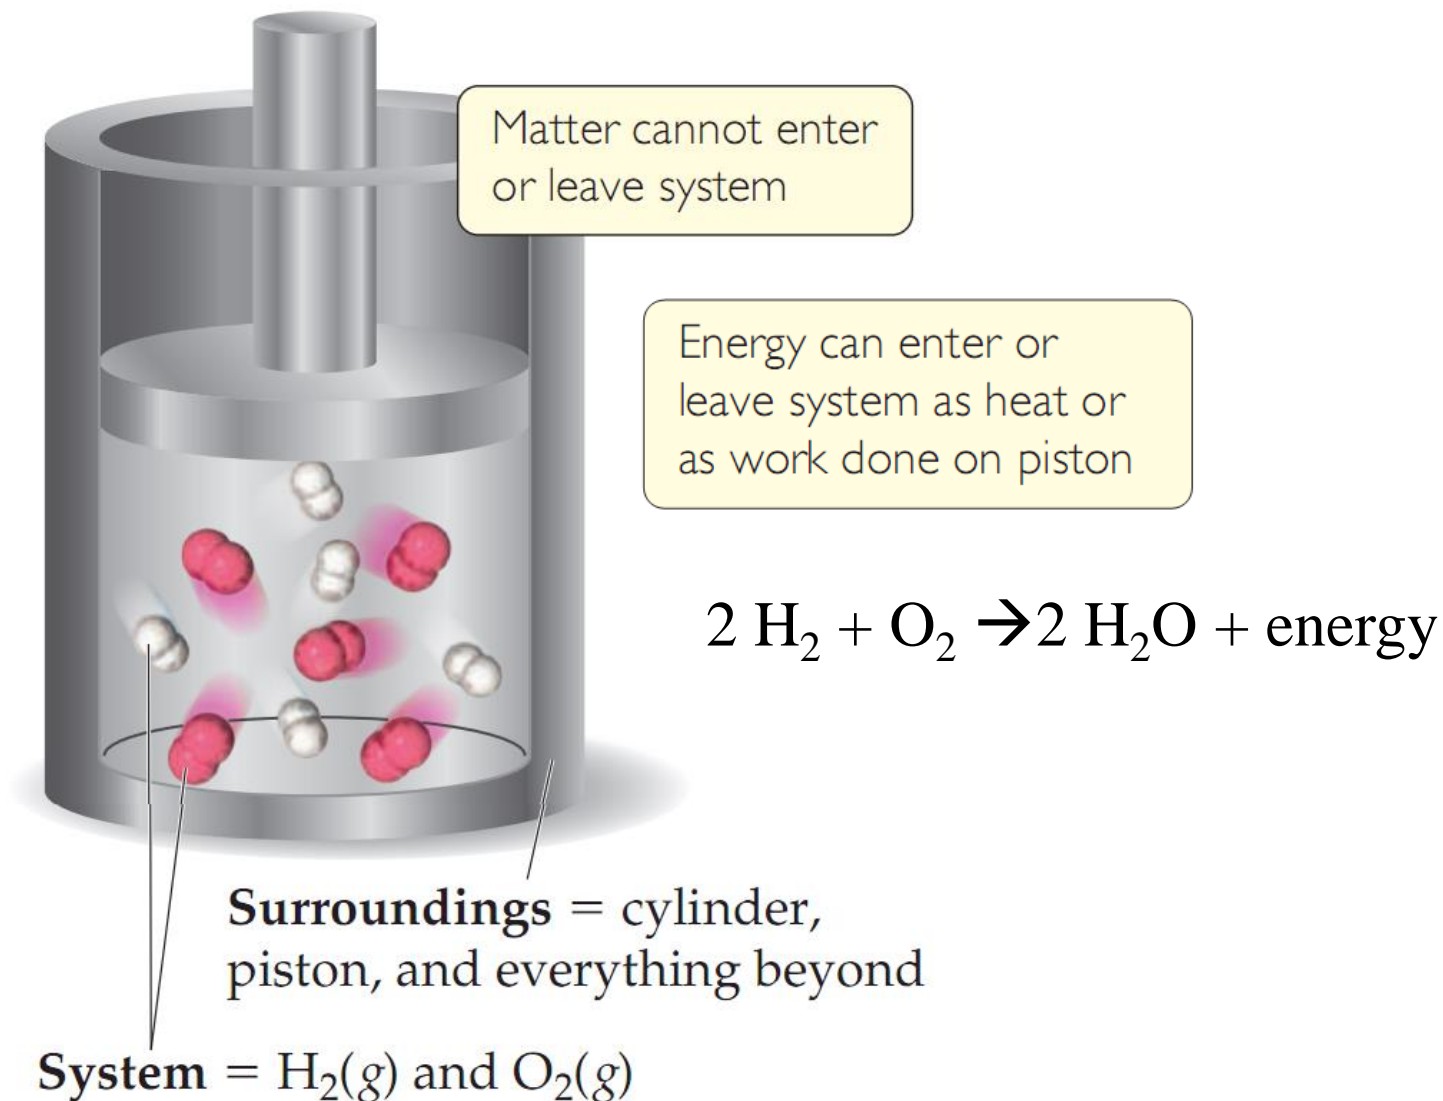 Matter cannot enter
or leave system
Energy can enter or
leave system as heat or
as work done on piston
2 H₂ + O₂ →2 H₂O + energy
Surroundings = cylinder,
piston, and everything beyond
System = H₂(g) and O₂(g)